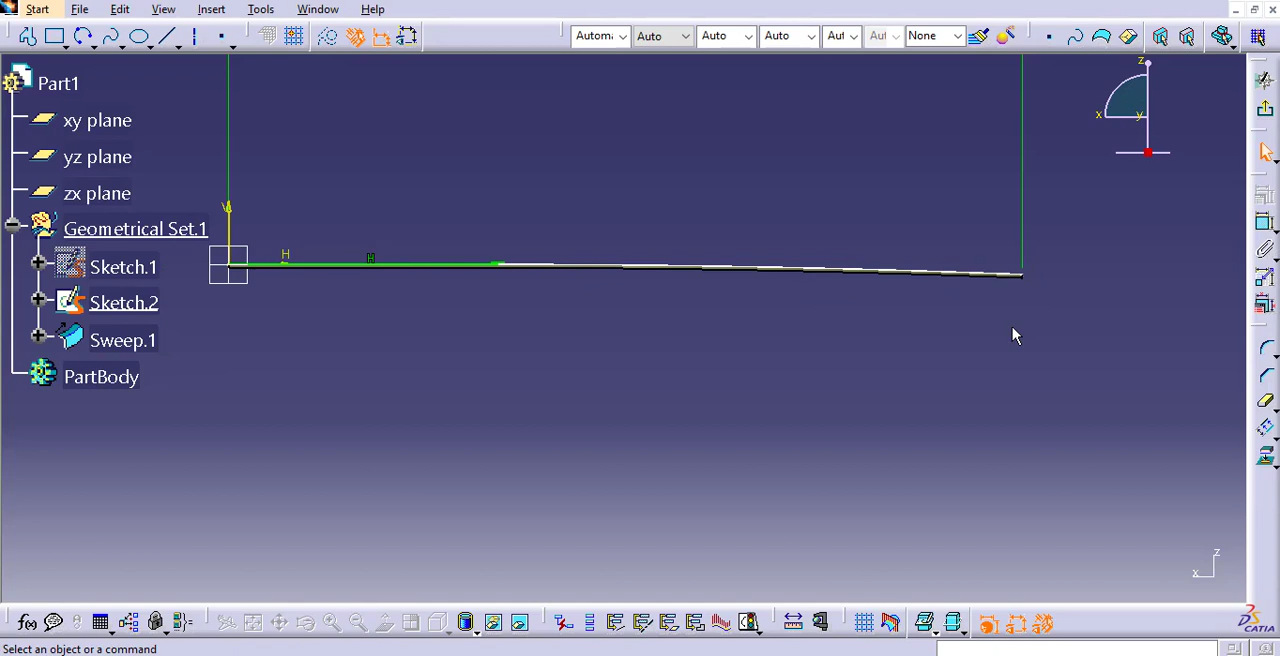 Start File Edit View Insert Tools Window Help
Automa Auto Auto Auto Aut Aut None
Part1
xy plane
yz plane
zx plane
Geometrical Set.1
Sketch.1
Sketch.2
Sweep.1
PartBody
V
H
H
z
x
y
z
x
f(x)
CATIA
Select an object or a command